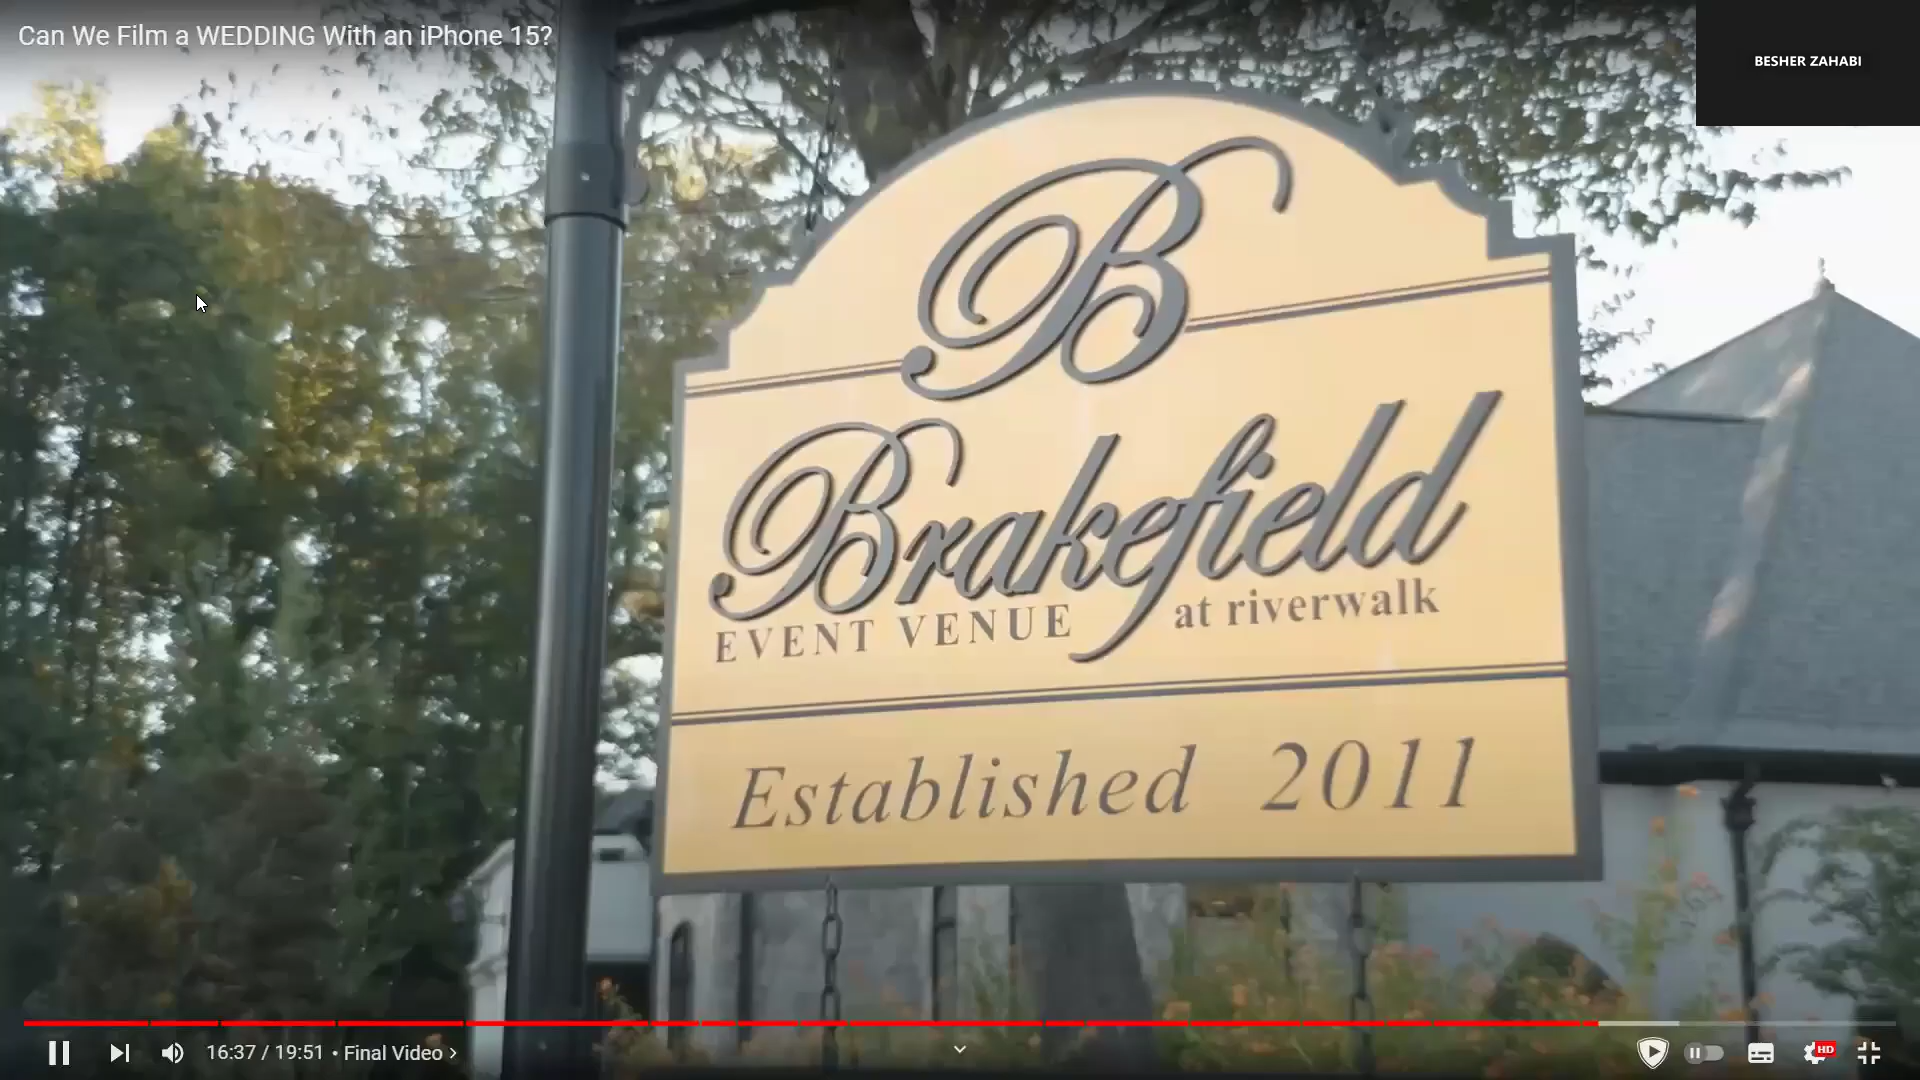 Can We Film a WEDDING With an iPhone 15?
BESHER ZAHABI
B
Brakefield
EVENT VENUE at riverwalk
Established 2011
16:37 / 19:51 • Final Video
HD